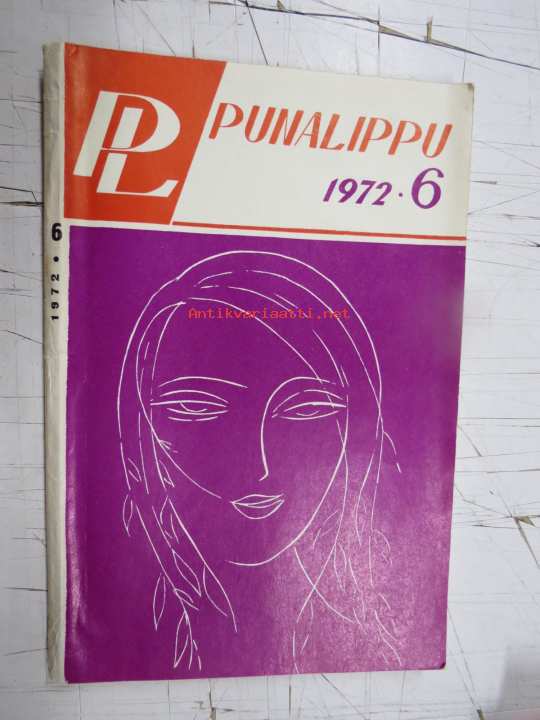 PL
PUNALIPPU
1972 · 6
1972 • 6
Antikvariaatti.net